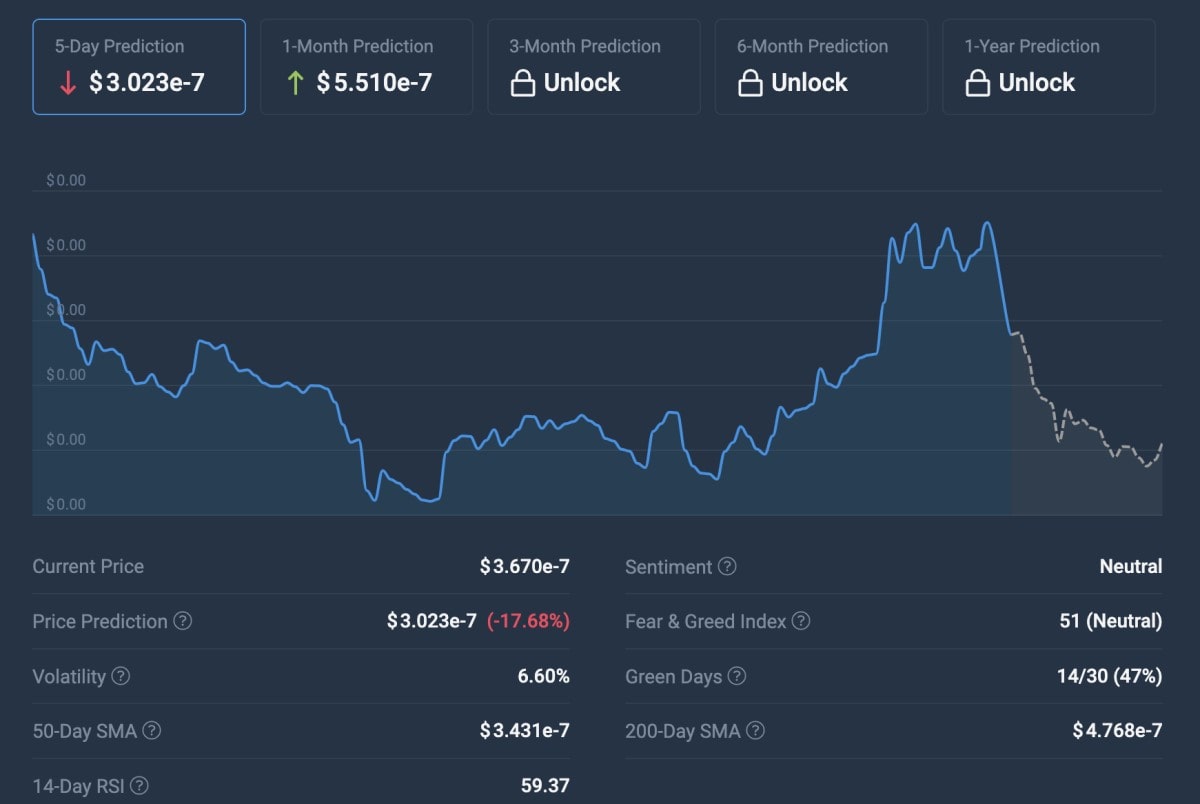 5-Day Prediction
$3.023e-7
1-Month Prediction
$5.510e-7
3-Month Prediction
Unlock
6-Month Prediction
Unlock
1-Year Prediction
Unlock
$0.00
$0.00
$0.00
$0.00
$0.00
$0.00
Current Price $3.670e-7
Price Prediction ? $3.023e-7 (-17.68%)
Volatility ? 6.60%
50-Day SMA ? $3.431e-7
14-Day RSI ? 59.37
Sentiment ? Neutral
Fear & Greed Index ? 51 (Neutral)
Green Days ? 14/30 (47%)
200-Day SMA ? $4.768e-7